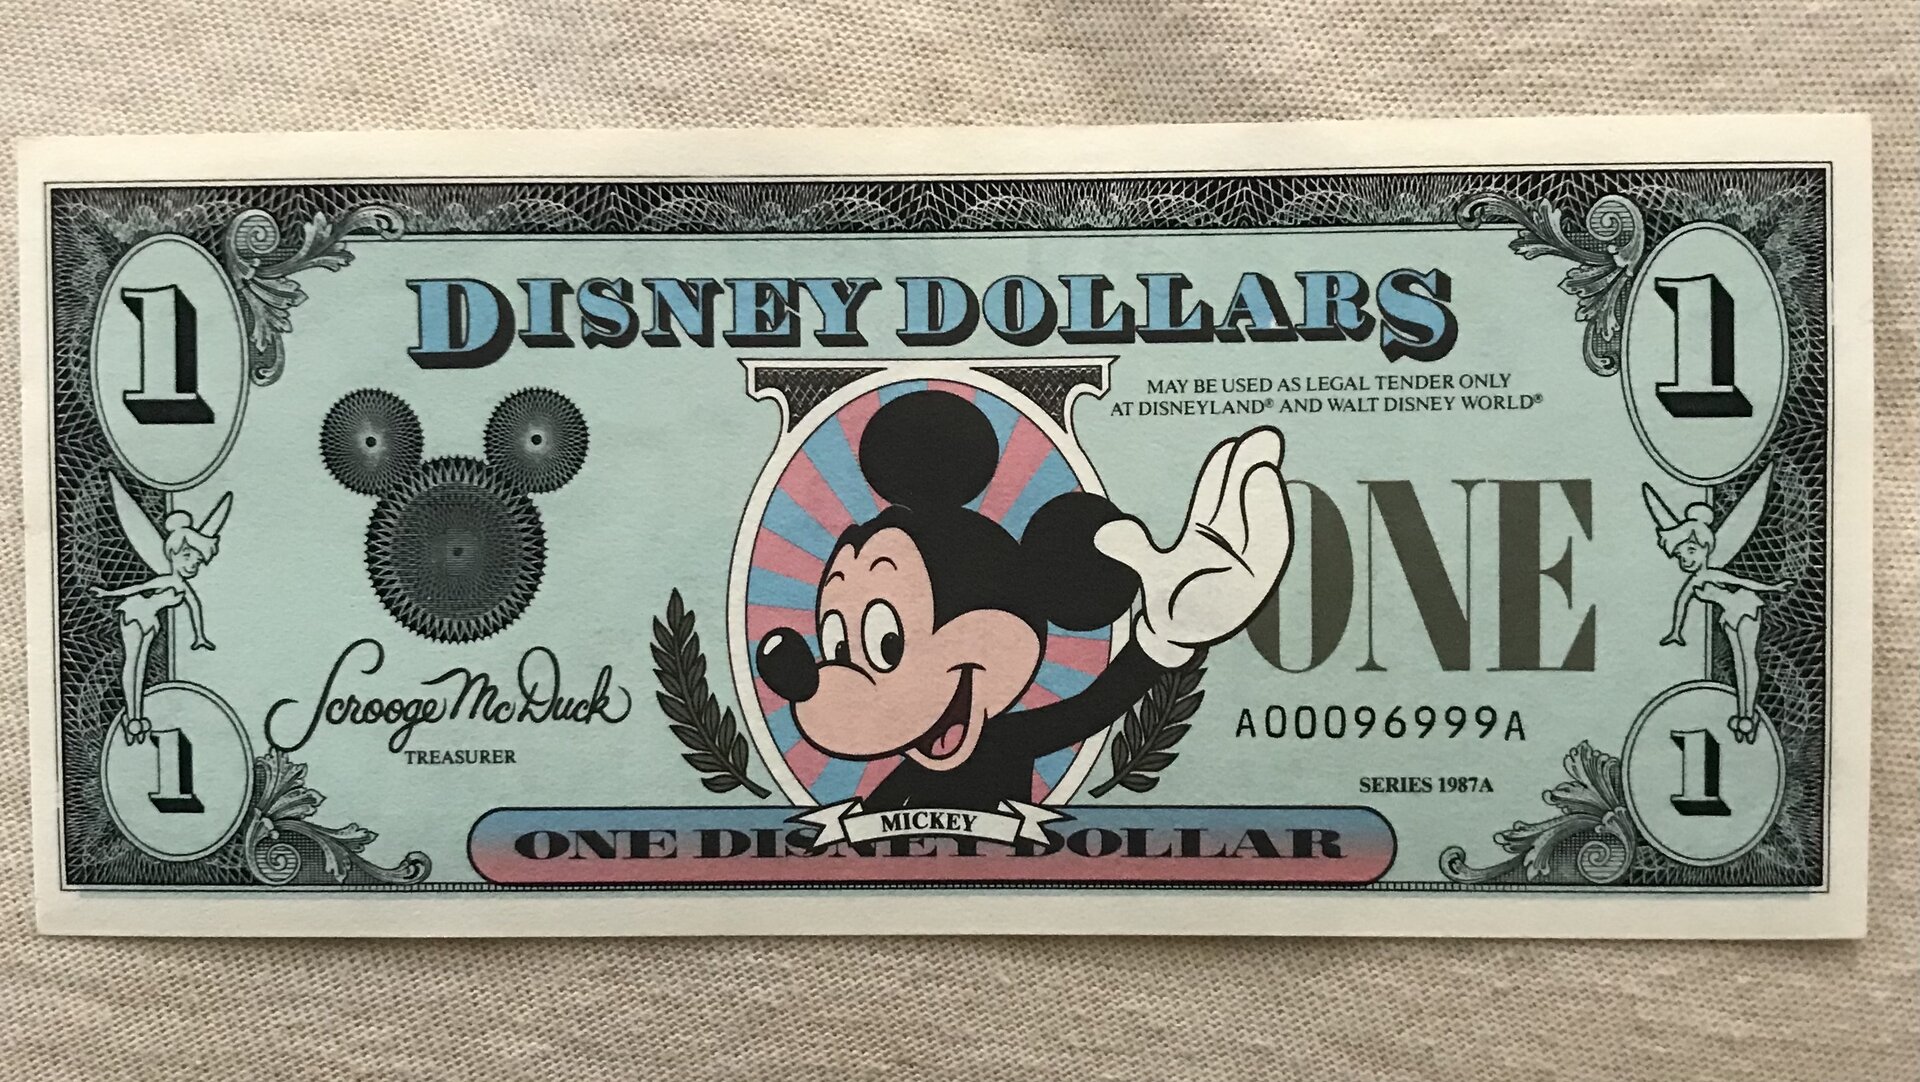 1
DISNEY DOLLARS
1
MAY BE USED AS LEGAL TENDER ONLY
AT DISNEYLAND® AND WALT DISNEY WORLD®
ONE
Scrooge McDuck
TREASURER
A00096999A
SERIES 1987A
1
MICKEY
ONE DISNEY DOLLAR
1